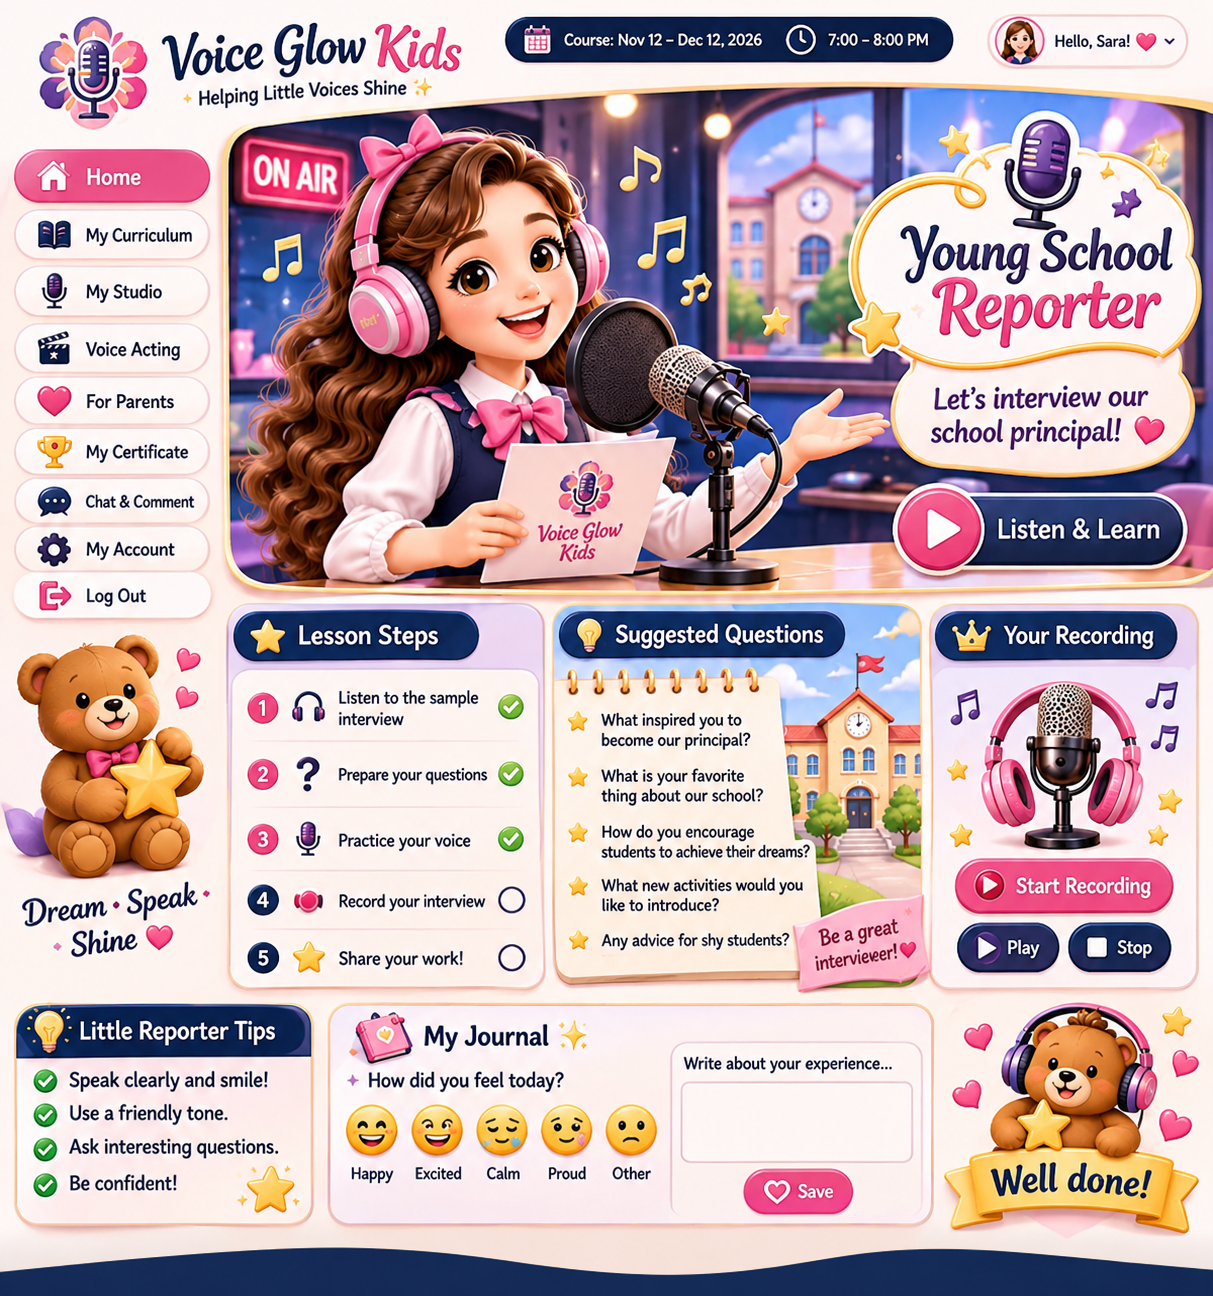 Voice Glow Kids
Helping Little Voices Shine
Course: Nov 12 – Dec 12, 2026
7:00 – 8:00 PM
Hello, Sara!
Home
My Curriculum
My Studio
Voice Acting
For Parents
My Certificate
Chat & Comment
My Account
Log Out
ON AIR
Voice Glow
Kids
Young School
Reporter
Let's interview our
school principal!
Listen & Learn
Dream • Speak •
Shine
Lesson Steps
1
Listen to the sample
interview
2
Prepare your questions
3
Practice your voice
4
Record your interview
5
Share your work!
Suggested Questions
What inspired you to
become our principal?
What is your favorite
thing about our school?
How do you encourage
students to achieve their dreams?
What new activities would you
like to introduce?
Any advice for shy students?
Be a great
interviewer!
Your Recording
Start Recording
Play
Stop
Little Reporter Tips
Speak clearly and smile!
Use a friendly tone.
Ask interesting questions.
Be confident!
My Journal
How did you feel today?
Happy
Excited
Calm
Proud
Other
Write about your experience...
Save
Well done!